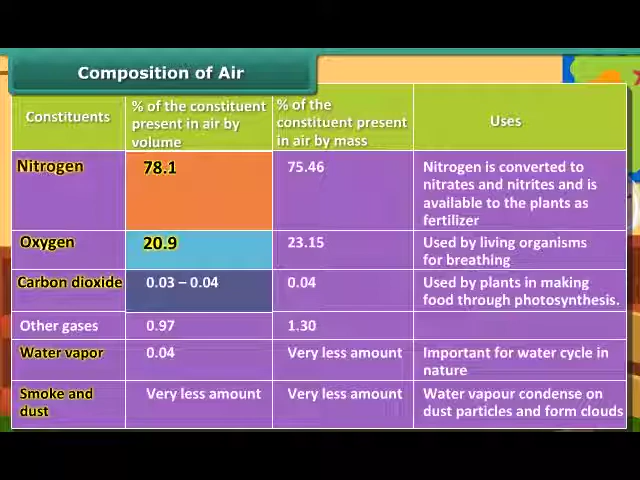 Composition of Air
Constituents
% of the constituent
present in air by
volume
% of the
constituent present
in air by mass
Uses
Nitrogen
78.1
75.46
Nitrogen is converted to
nitrates and nitrites and is
available to the plants as
fertilizer
Oxygen
20.9
23.15
Used by living organisms
for breathing
Carbon dioxide
0.03 – 0.04
0.04
Used by plants in making
food through photosynthesis.
Other gases
0.97
1.30
Water vapor
0.04
Very less amount
Important for water cycle in
nature
Smoke and
dust
Very less amount
Very less amount
Water vapour condense on
dust particles and form clouds